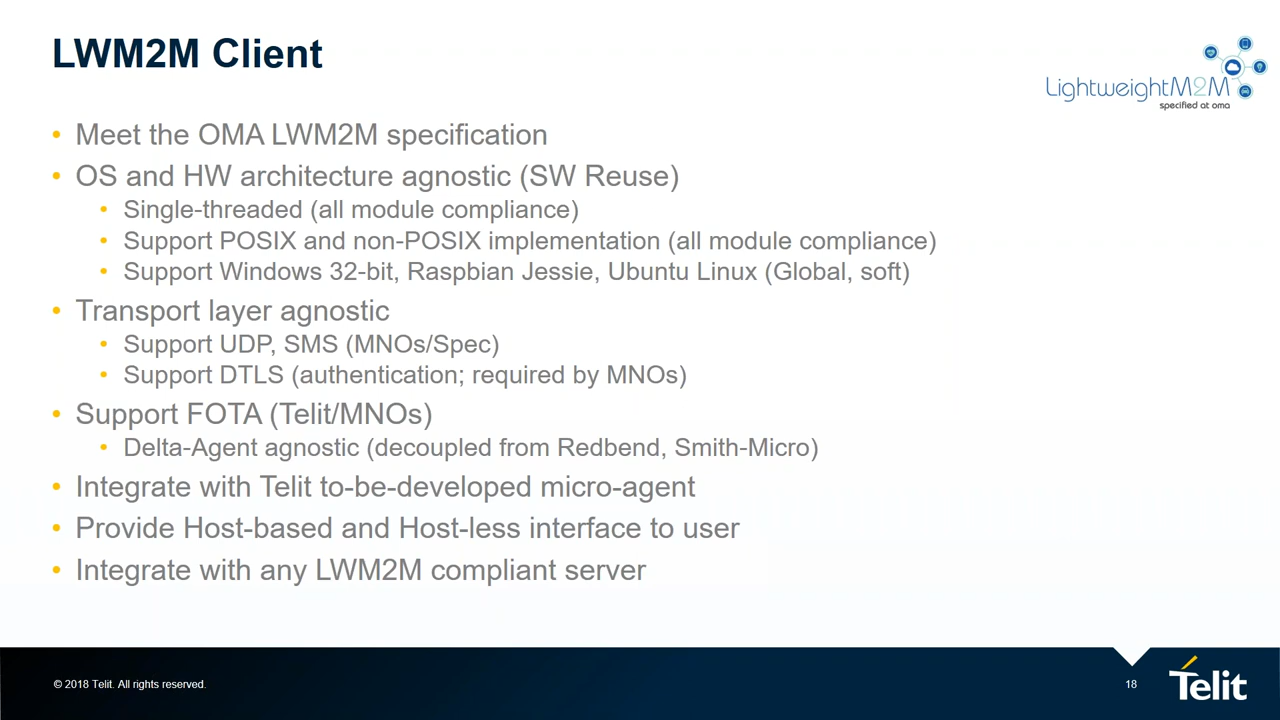 LWM2M Client
LightweightM2M
specified at oma
• Meet the OMA LWM2M specification
• OS and HW architecture agnostic (SW Reuse)
• Single-threaded (all module compliance)
• Support POSIX and non-POSIX implementation (all module compliance)
• Support Windows 32-bit, Raspbian Jessie, Ubuntu Linux (Global, soft)
• Transport layer agnostic
• Support UDP, SMS (MNOs/Spec)
• Support DTLS (authentication; required by MNOs)
• Support FOTA (Telit/MNOs)
• Delta-Agent agnostic (decoupled from Redbend, Smith-Micro)
• Integrate with Telit to-be-developed micro-agent
• Provide Host-based and Host-less interface to user
• Integrate with any LWM2M compliant server
© 2018 Telit. All rights reserved.
18
Telit